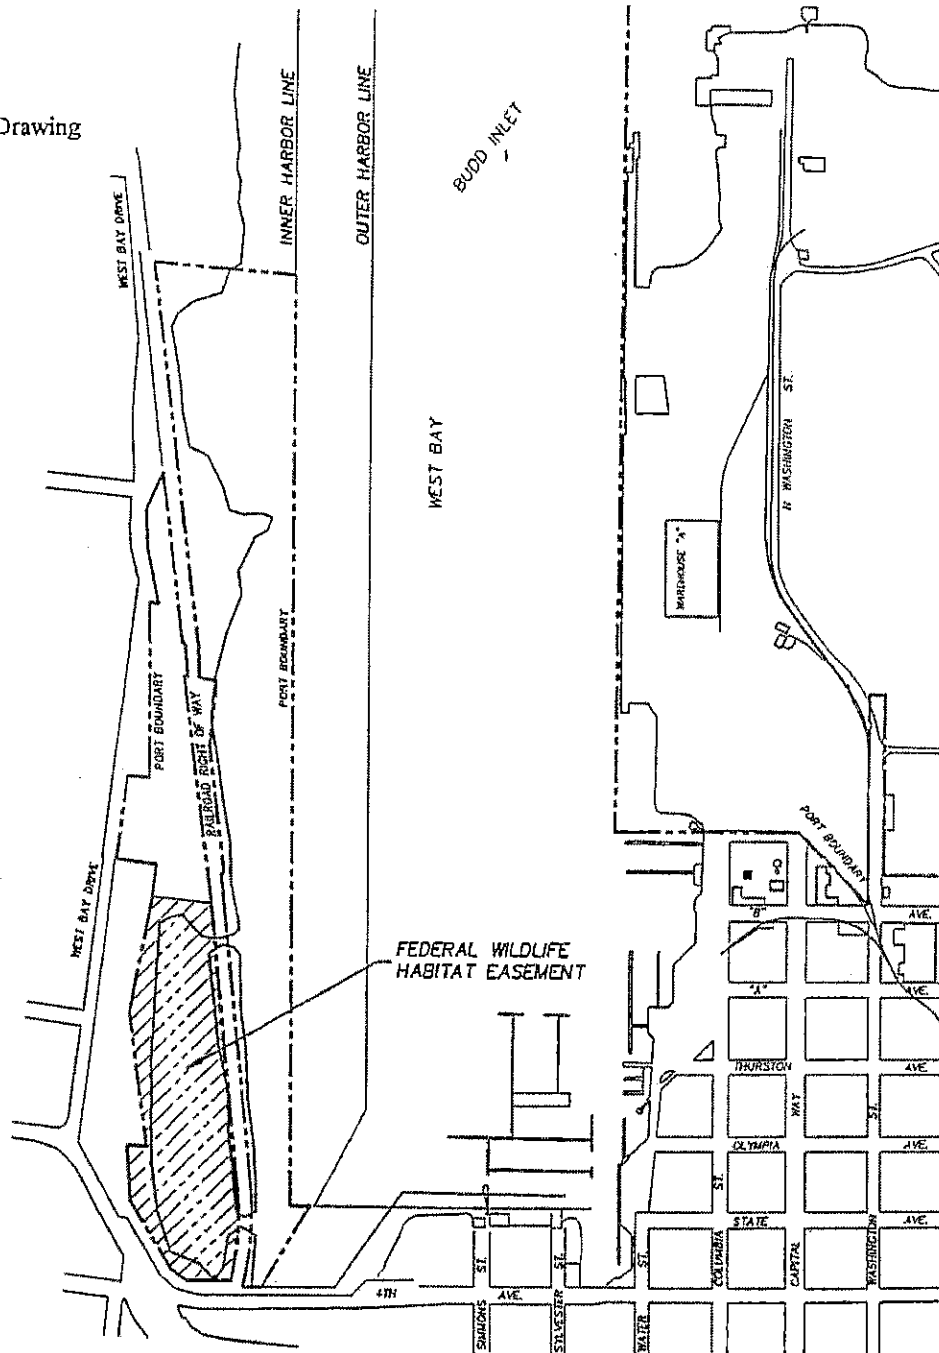 Drawing
INNER HARBOR LINE
OUTER HARBOR LINE
BUDD INLET
WEST BAY DRIVE
WEST BAY
N WASHINGTON ST.
WAREHOUSE "A"
PORT BOUNDARY
PORT BOUNDARY
RAILROAD RIGHT OF WAY
PORT BOUNDARY
WEST BAY DRIVE
"B" AVE.
FEDERAL WILDLIFE
HABITAT EASEMENT
"A" AVE.
THURSTON AVE.
OLYMPIA AVE.
STATE AVE.
4TH AVE.
SIMMONS ST.
SYLVESTER ST.
WATER ST.
COLUMBIA ST.
CAPITAL WAY
WASHINGTON ST.